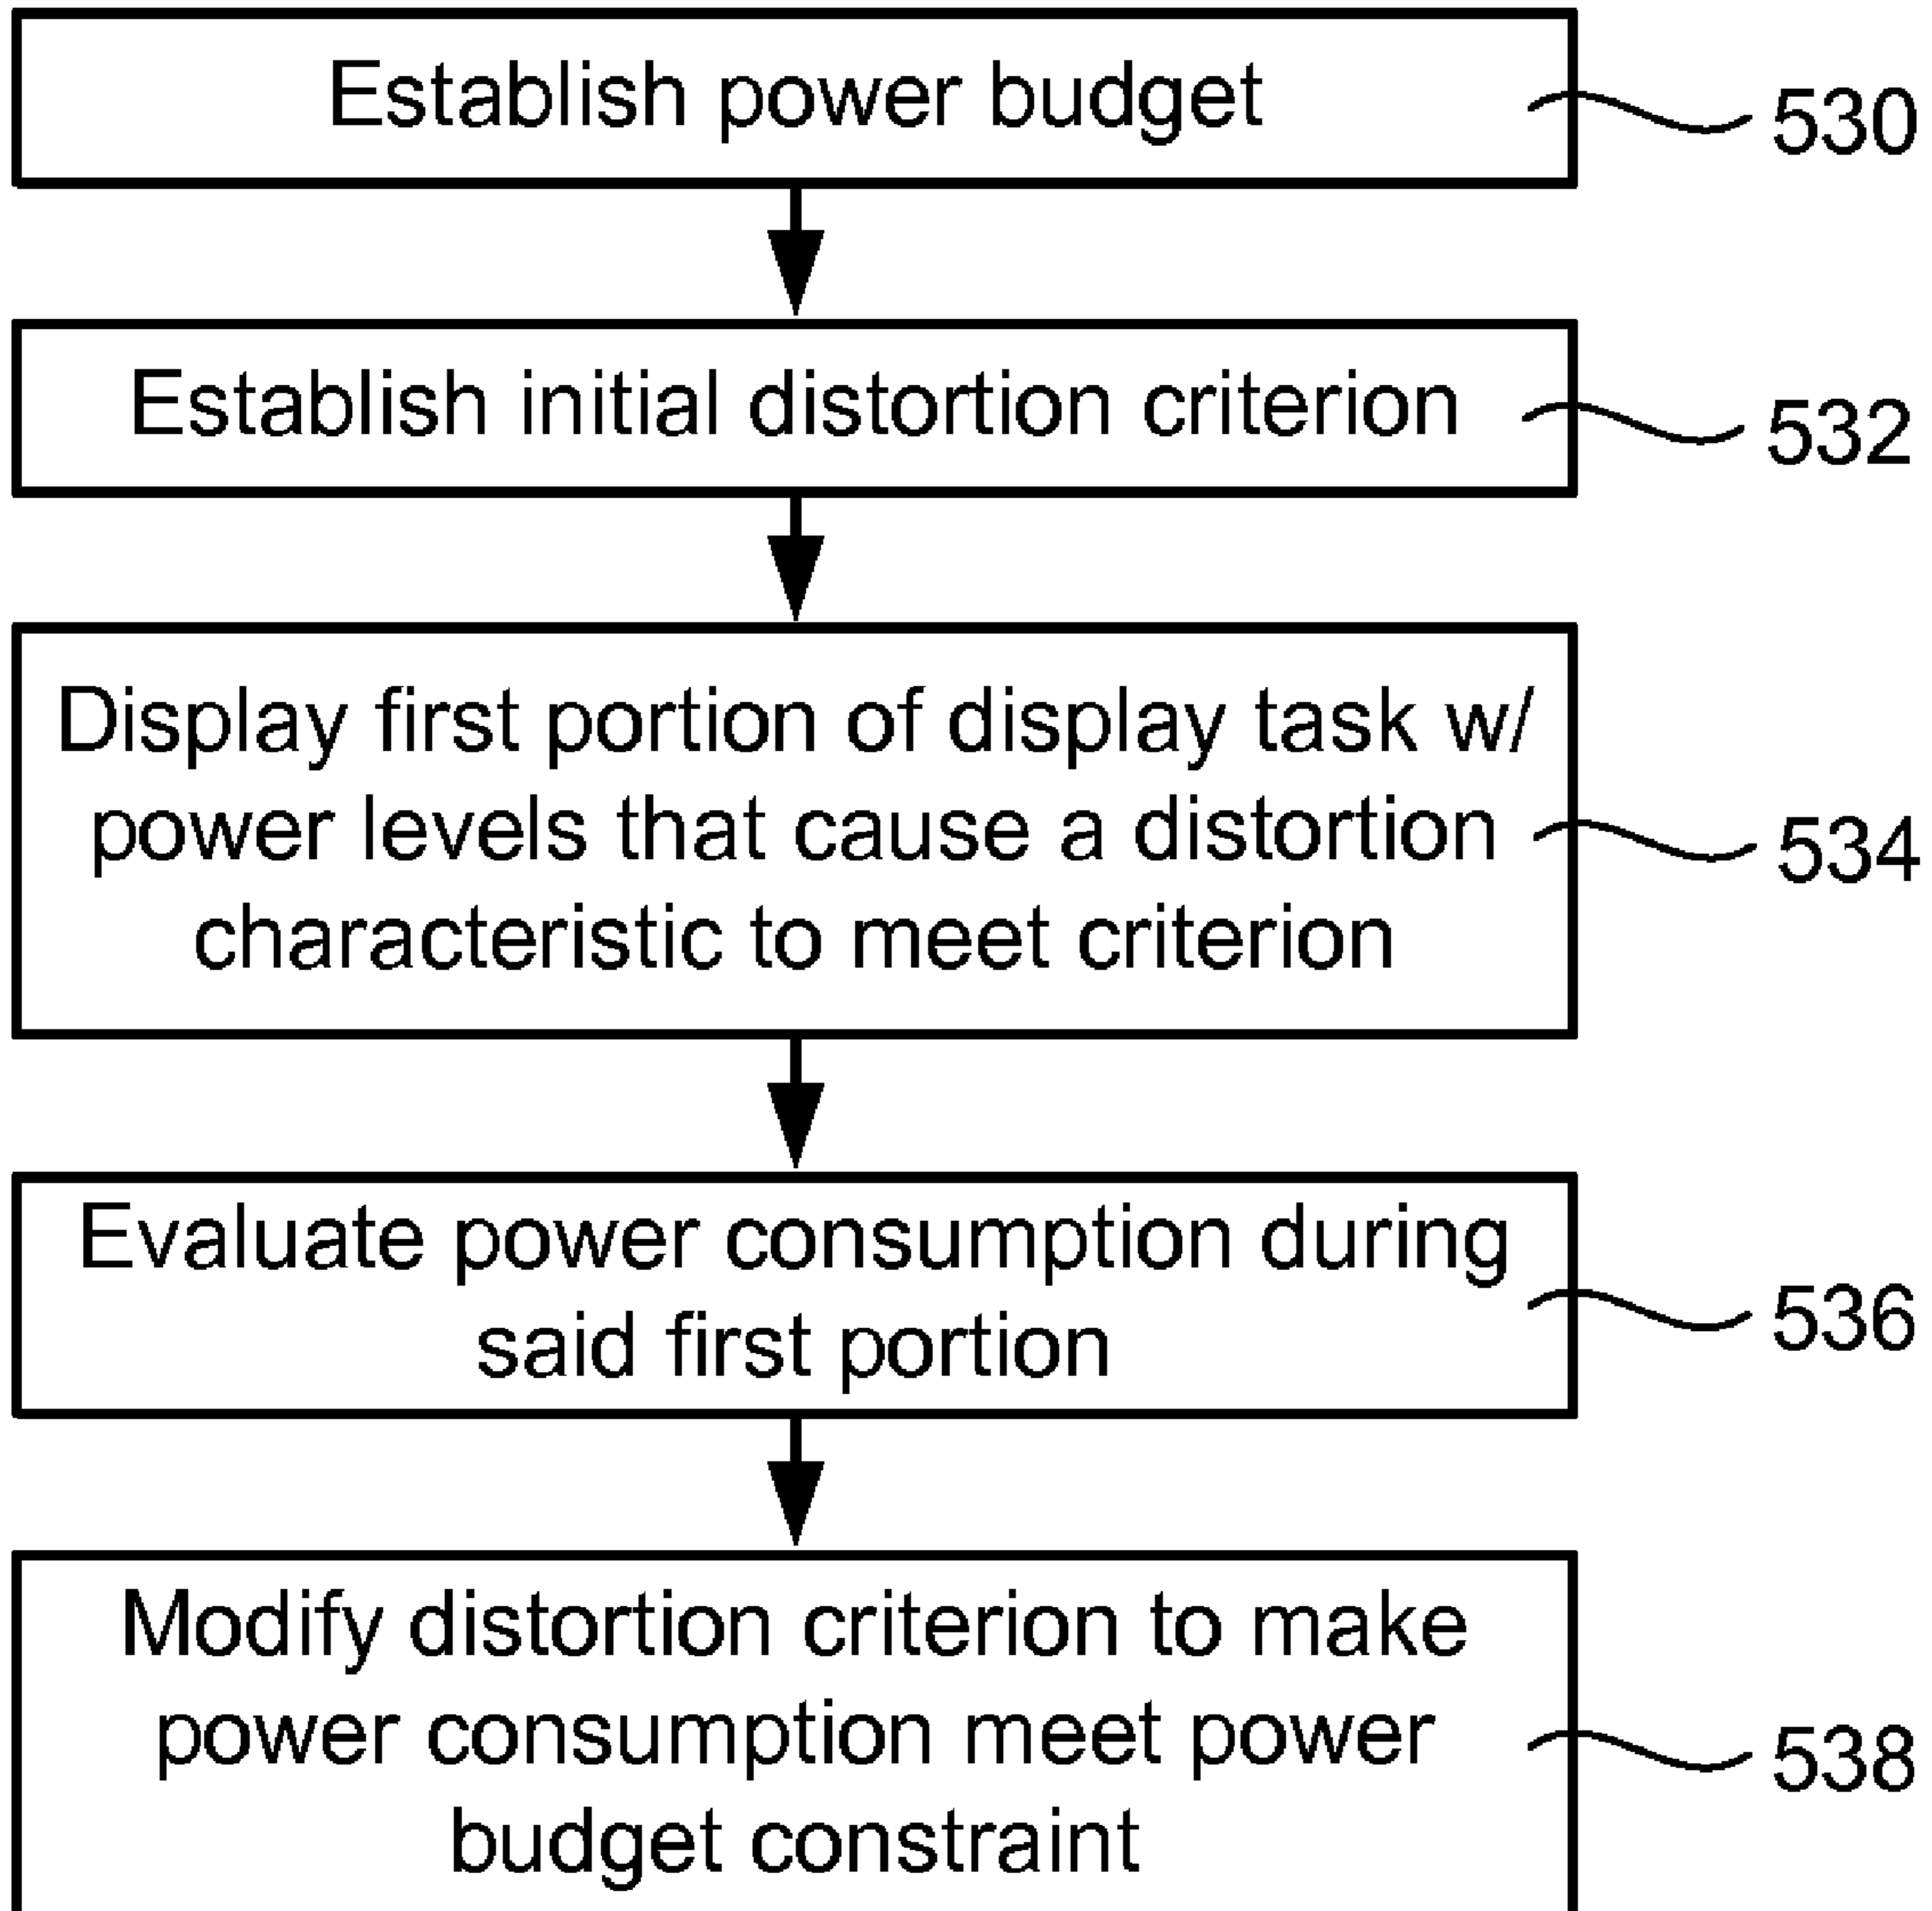 Establish power budget
530
Establish initial distortion criterion
532
Display first portion of display task w/
power levels that cause a distortion
characteristic to meet criterion
534
Evaluate power consumption during
said first portion
536
Modify distortion criterion to make
power consumption meet power
budget constraint
538